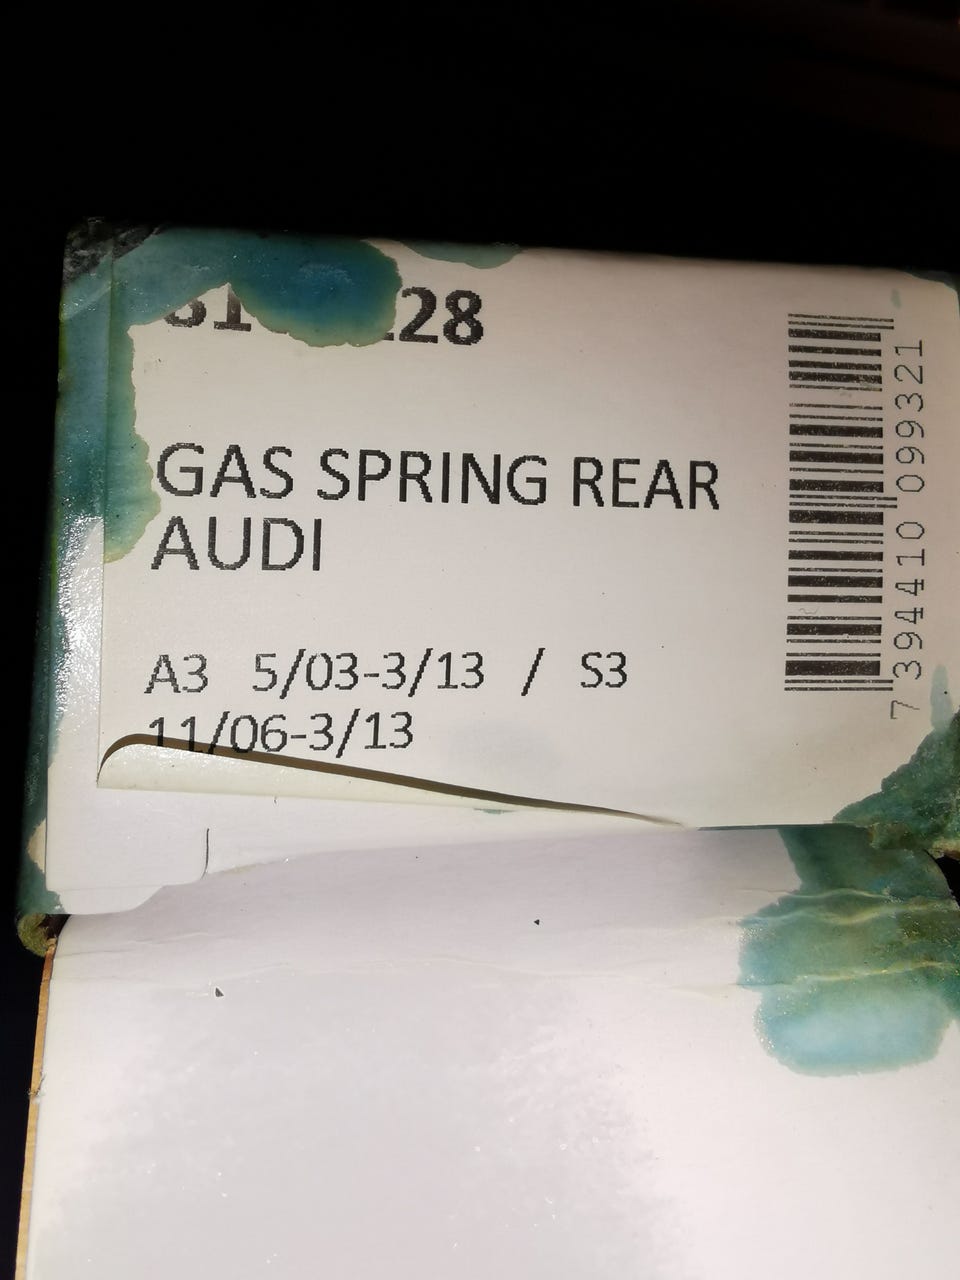 GAS SPRING REAR
AUDI
A3 5/03-3/13 / S3
11/06-3/13
7 394410 099321